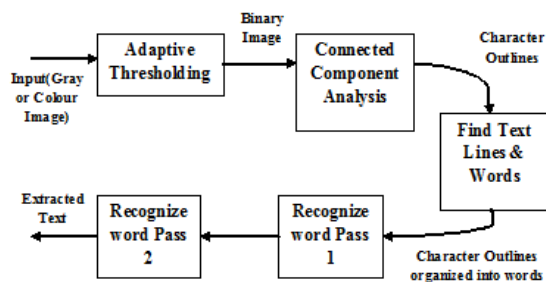 Input(Gray
or Colour
Image)
Adaptive
Thresholding
Binary
Image
Connected
Component
Analysis
Character
Outlines
Find Text
Lines &
Words
Character Outlines
organized into words
Recognize
word Pass
1
Recognize
word Pass
2
Extracted
Text